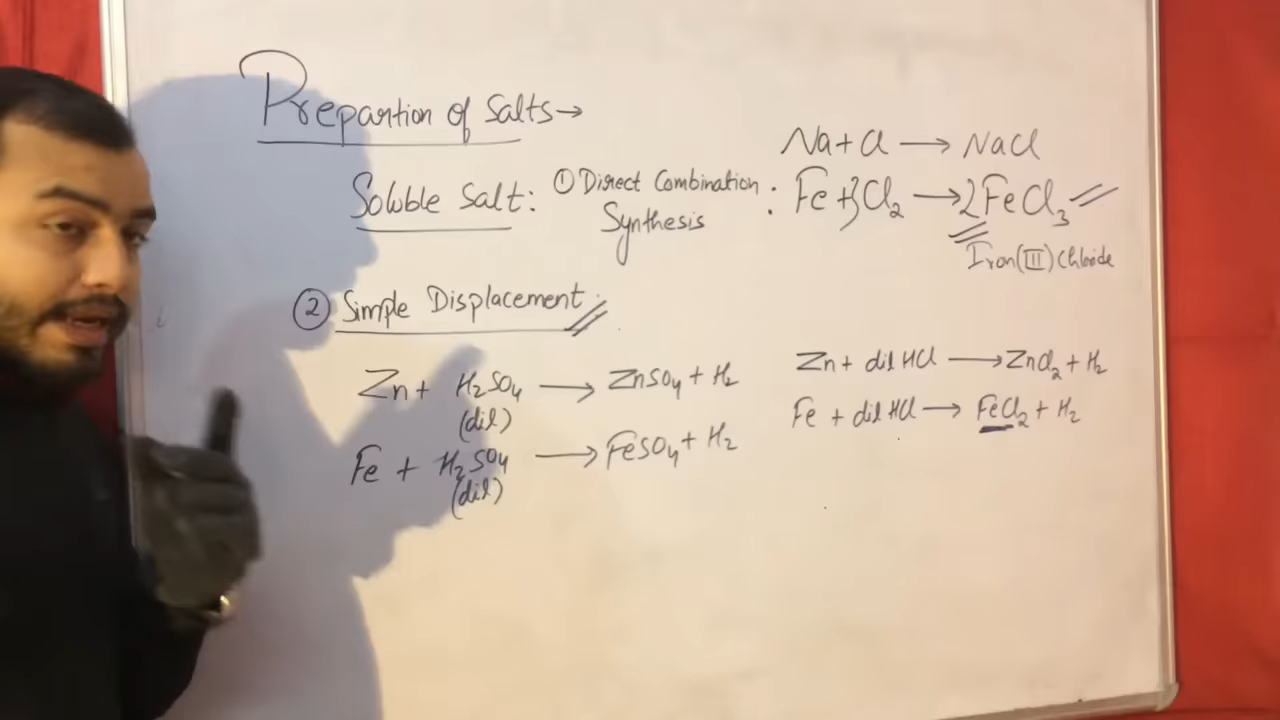 Prepartion of Salts→
Na + Cl → NaCl
Soluble Salt: ① Direct Combination : Fe + 3Cl₂ → 2FeCl₃
Synthesis
Iron(III) Chloride
② Simple Displacement :
Zn + H₂SO₄ → ZnSO₄ + H₂
(dil)
Fe + H₂SO₄ → FeSO₄ + H₂
(dil)
Zn + dil HCl → ZnCl₂ + H₂
Fe + dil HCl → FeCl₂ + H₂